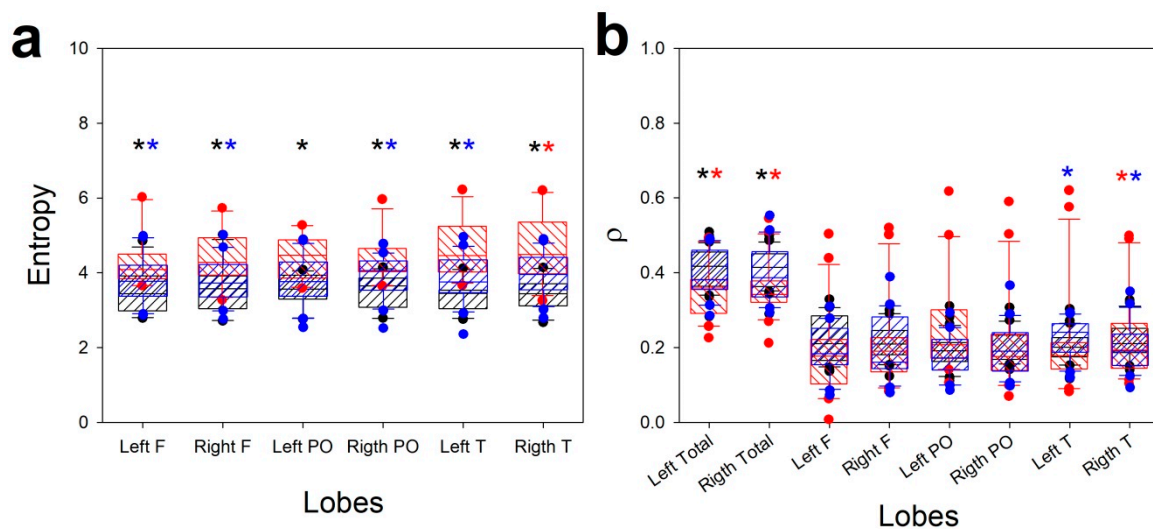 a
b
10
8
6
4
2
0
Entropy
**
**
*
**
**
**
Left F
Right F
Left PO
Rigth PO
Left T
Rigth T
Lobes
1.0
0.8
0.6
0.4
0.2
0.0
ρ
**
**
*
**
Left Total
Rigth Total
Left F
Right F
Left PO
Rigth PO
Left T
Rigth T
Lobes